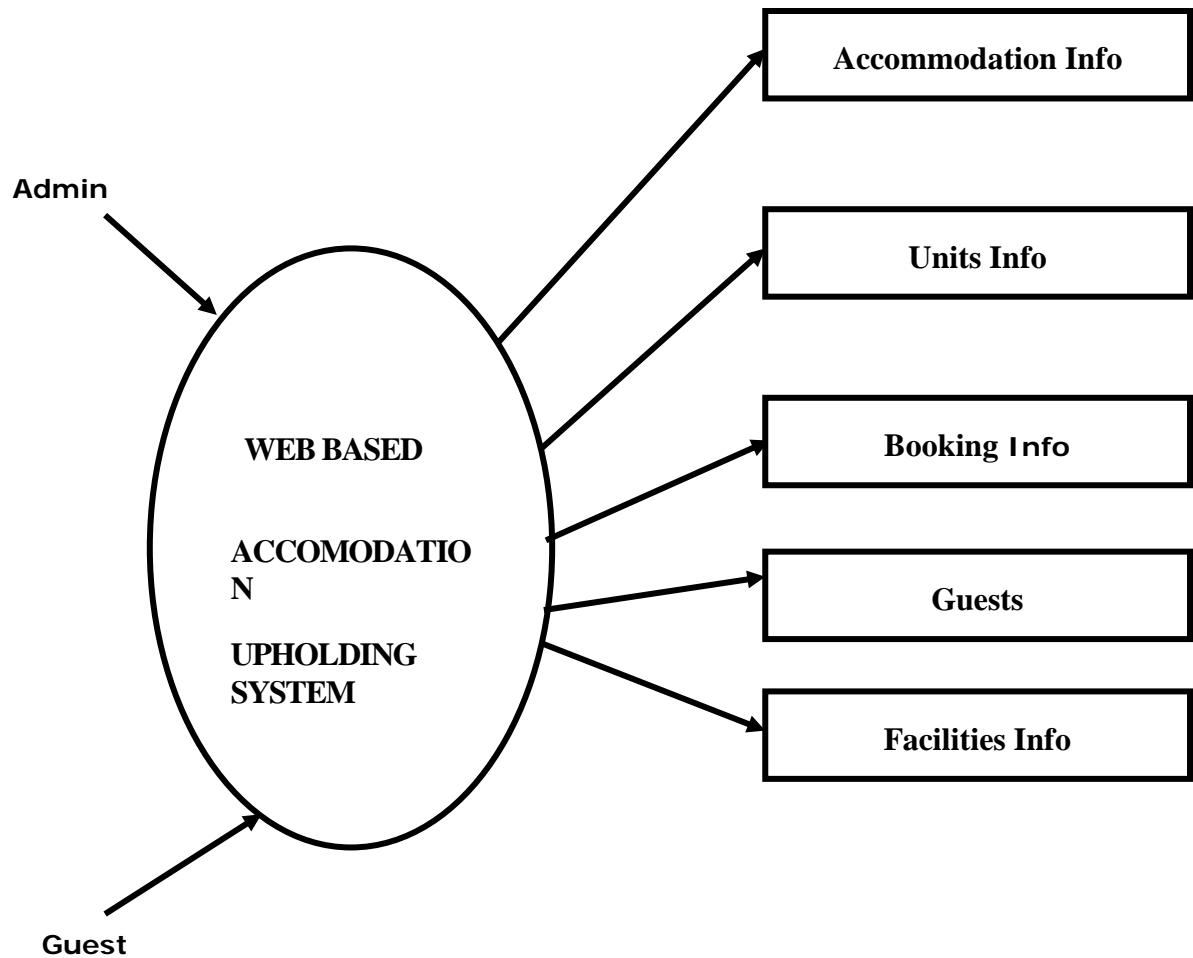 Accommodation Info
Admin
Units Info
WEB BASED
Booking Info
ACCOMODATIO
N
Guests
UPHOLDING
SYSTEM
Facilities Info
Guest